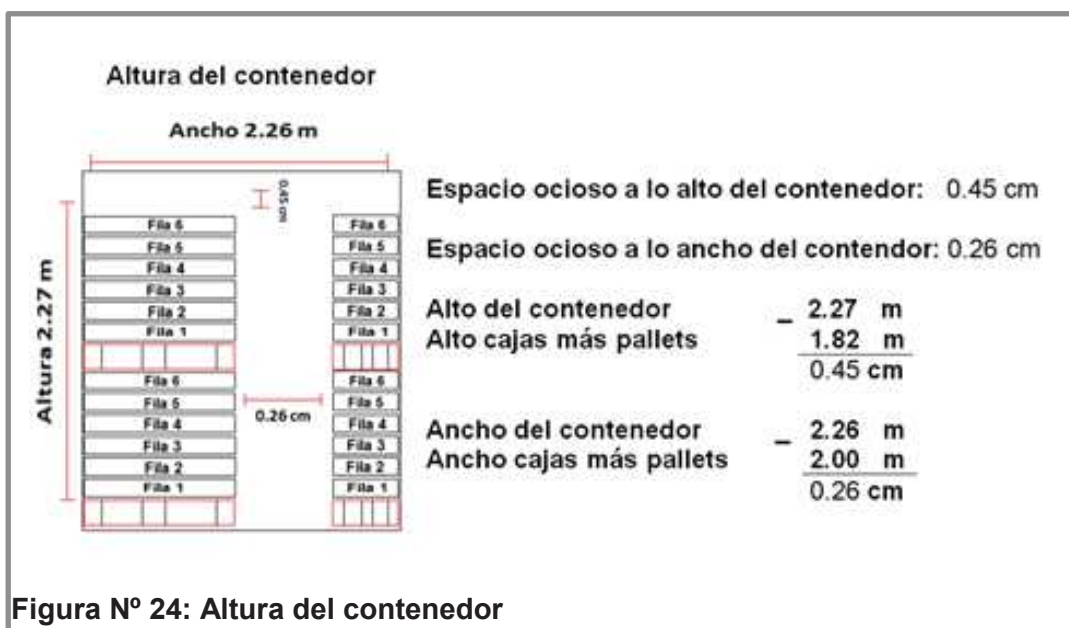 Altura del contenedor
Ancho 2.26 m
0.45 cm
Altura 2.27 m
Fila 6 Fila 6
Fila 5 Fila 5
Fila 4 Fila 4
Fila 3 Fila 3
Fila 2 Fila 2
Fila 1 Fila 1
Fila 6 Fila 6
Fila 5 0.26 cm Fila 5
Fila 4 Fila 4
Fila 3 Fila 3
Fila 2 Fila 2
Fila 1 Fila 1
Espacio ocioso a lo alto del contenedor: 0.45 cm
Espacio ocioso a lo ancho del contendor: 0.26 cm
Alto del contenedor – 2.27 m
Alto cajas más pallets 1.82 m
0.45 cm
Ancho del contenedor – 2.26 m
Ancho cajas más pallets 2.00 m
0.26 cm
Figura Nº 24: Altura del contenedor